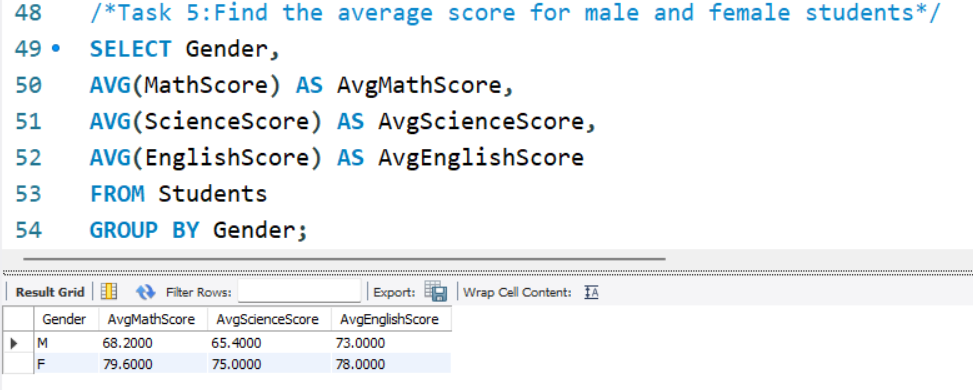 48 /*Task 5:Find the average score for male and female students*/
49 SELECT Gender,
50 AVG(MathScore) AS AvgMathScore,
51 AVG(ScienceScore) AS AvgScienceScore,
52 AVG(EnglishScore) AS AvgEnglishScore
53 FROM Students
54 GROUP BY Gender;
Result Grid Filter Rows: Export: Wrap Cell Content: IA
Gender AvgMathScore AvgScienceScore AvgEnglishScore
M 68.2000 65.4000 73.0000
F 79.6000 75.0000 78.0000